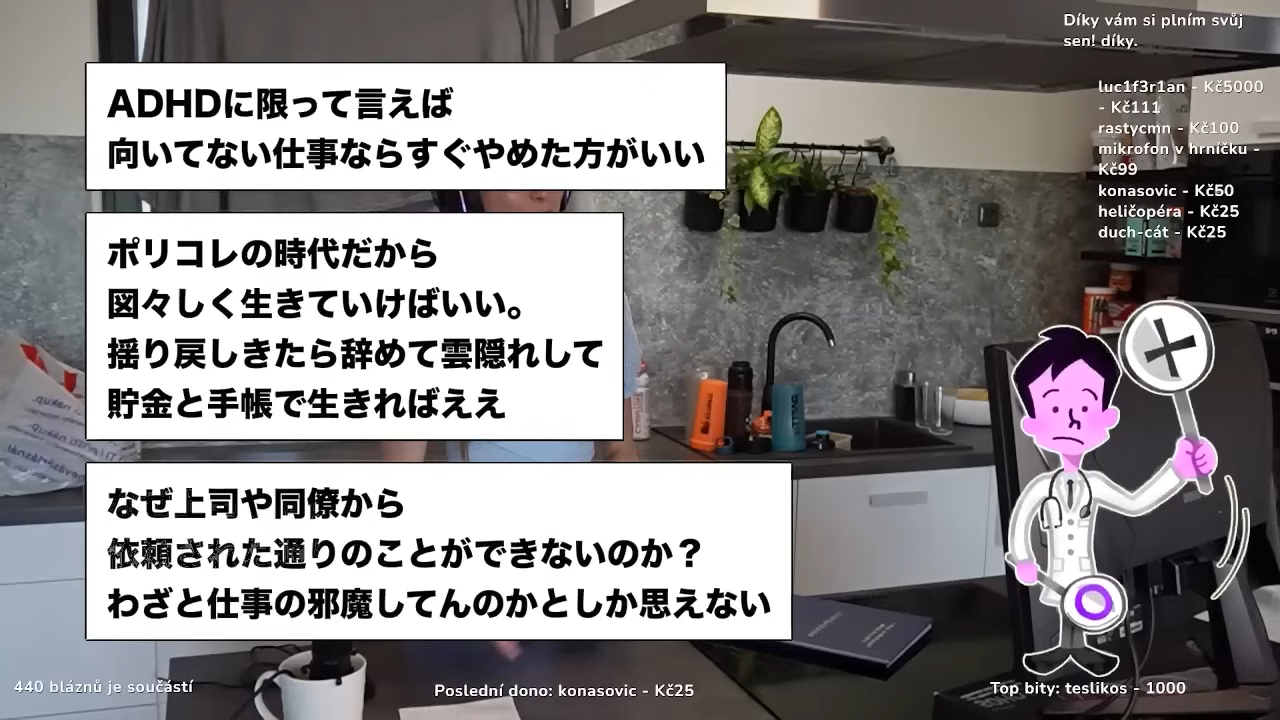 Díky vám si plním svůj
sen! díky.
luc1f3r1an - Kč5000
- Kč111
rastycmn - Kč100
mikrofon v hrníčku -
Kč99
konasovic - Kč50
heličopéra - Kč25
duch-cát - Kč25
ADHDに限って言えば
向いてない仕事ならすぐやめた方がいい
ポリコレの時代だから
図々しく生きていけばいい。
揺り戻しきたら辞めて雲隠れして
貯金と手帳で生きればええ
なぜ上司や同僚から
依頼された通りのことができないのか？
わざと仕事の邪魔してんのかとしか思えない
440 bláznů je součástí
Poslední dono: konasovic - Kč25
Top bity: teslikos - 1000